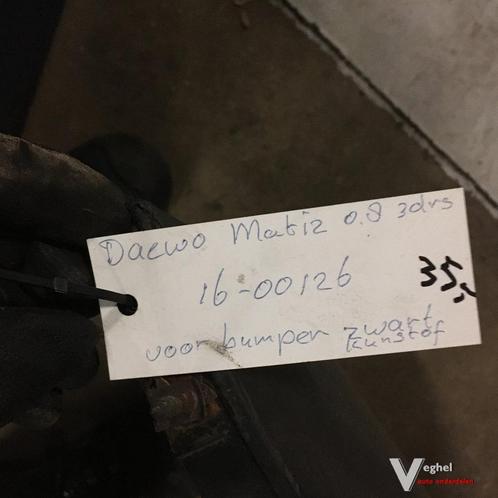 Daewo Matiz 0.8 3drs
16-00126
35,-
voor bumper zwart
kunstof
Veghel
auto onderdelen